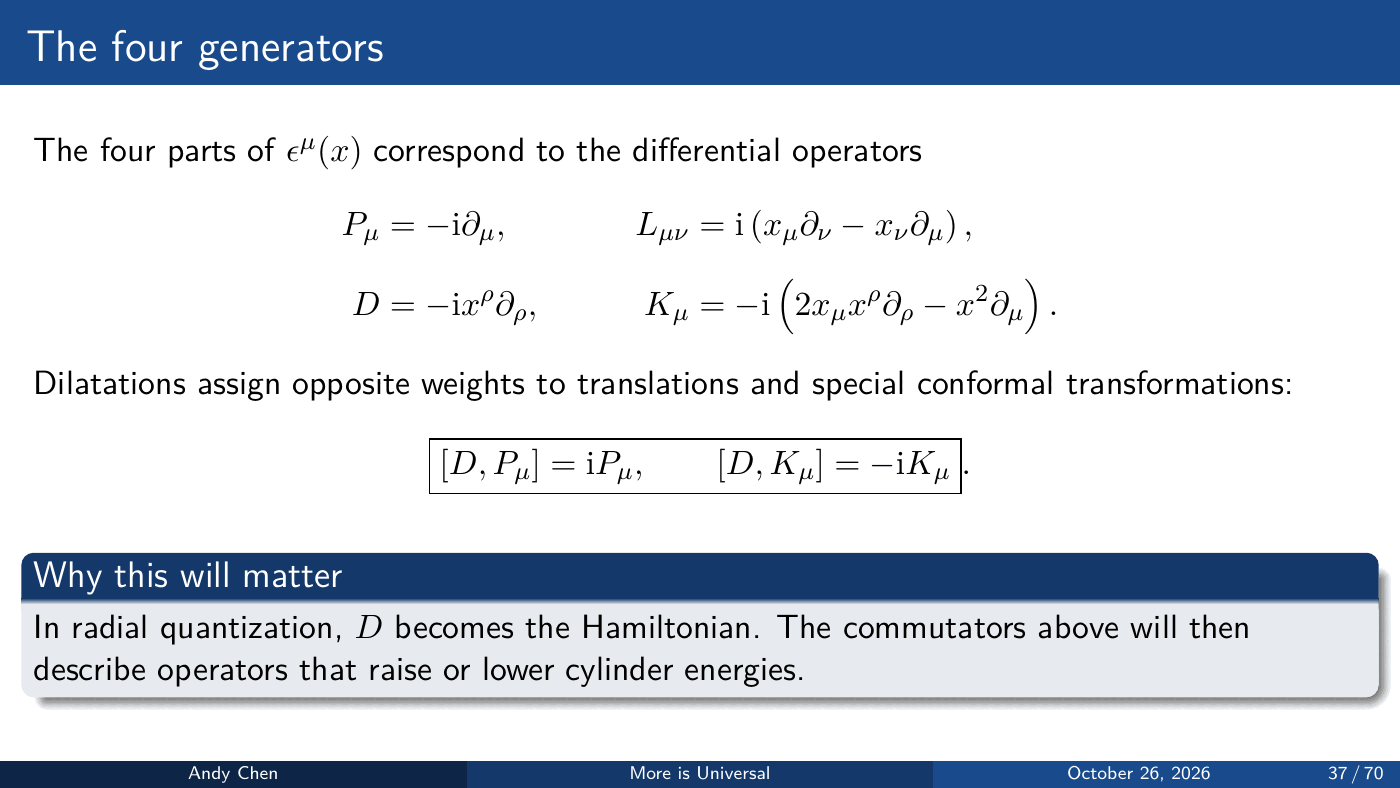 The four generators
The four parts of ϵ^μ(x) correspond to the differential operators
P_μ = −i∂_μ, L_μν = i (x_μ∂_ν − x_ν∂_μ) ,
D = −ix^ρ∂_ρ, K_μ = −i (2x_μx^ρ∂_ρ − x^2∂_μ) .
Dilatations assign opposite weights to translations and special conformal transformations:
[D, P_μ] = iP_μ, [D, K_μ] = −iK_μ .
Why this will matter
In radial quantization, D becomes the Hamiltonian. The commutators above will then
describe operators that raise or lower cylinder energies.
Andy Chen More is Universal October 26, 2026 37 / 70